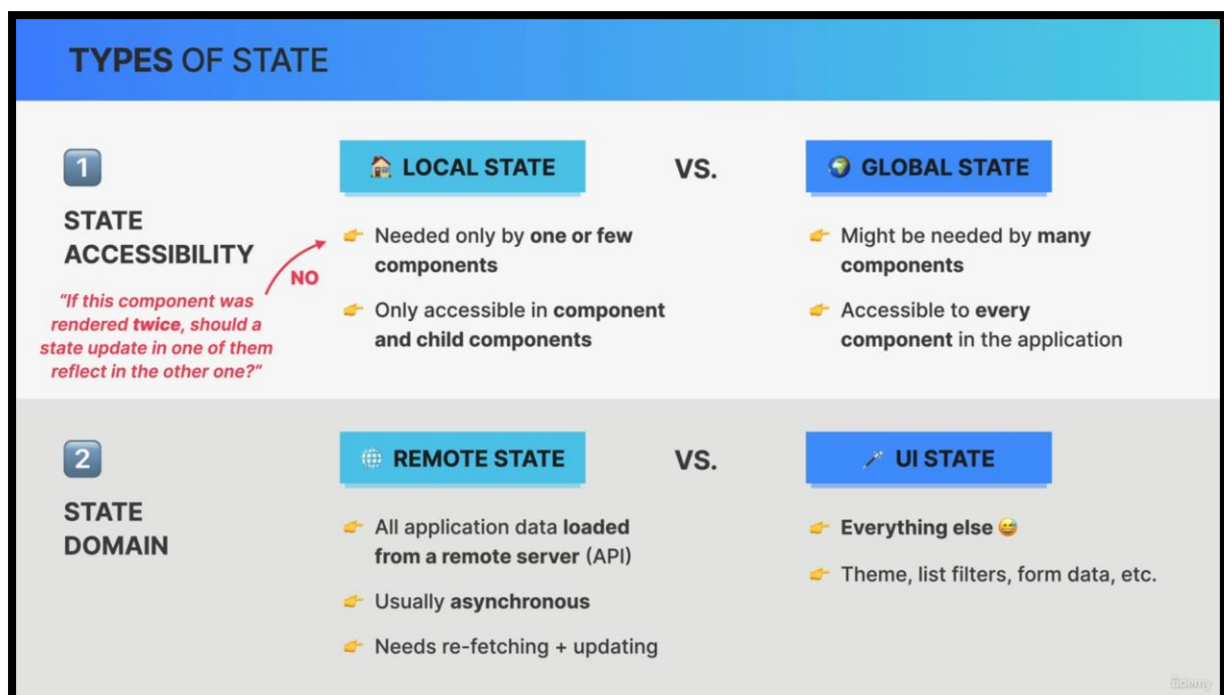 TYPES OF STATE
1
STATE
ACCESSIBILITY
"If this component was
rendered twice, should a
state update in one of them
reflect in the other one?"
NO
LOCAL STATE
Needed only by one or few
components
Only accessible in component
and child components
VS.
GLOBAL STATE
Might be needed by many
components
Accessible to every
component in the application
2
STATE
DOMAIN
REMOTE STATE
All application data loaded
from a remote server (API)
Usually asynchronous
Needs re-fetching + updating
VS.
UI STATE
Everything else
Theme, list filters, form data, etc.
ûdemy